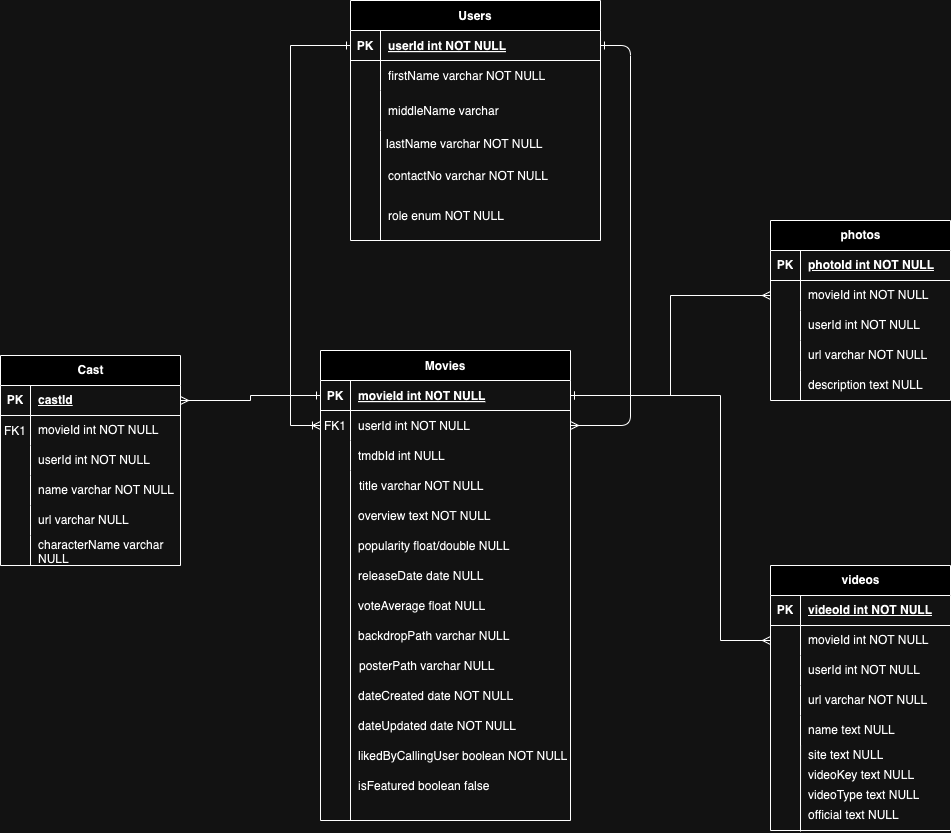 Users
PK userId int NOT NULL
firstName varchar NOT NULL
middleName varchar
lastName varchar NOT NULL
contactNo varchar NOT NULL
role enum NOT NULL
photos
PK photoId int NOT NULL
movieId int NOT NULL
userId int NOT NULL
url varchar NOT NULL
description text NULL
Cast
PK castId
FK1 movieId int NOT NULL
userId int NOT NULL
name varchar NOT NULL
url varchar NULL
characterName varchar
NULL
Movies
PK movieId int NOT NULL
FK1 userId int NOT NULL
tmdbId int NULL
title varchar NOT NULL
overview text NOT NULL
popularity float/double NULL
releaseDate date NULL
voteAverage float NULL
backdropPath varchar NULL
posterPath varchar NULL
dateCreated date NOT NULL
dateUpdated date NOT NULL
likedByCallingUser boolean NOT NULL
isFeatured boolean false
videos
PK videoId int NOT NULL
movieId int NOT NULL
userId int NOT NULL
url varchar NOT NULL
name text NULL
site text NULL
videoKey text NULL
videoType text NULL
official text NULL